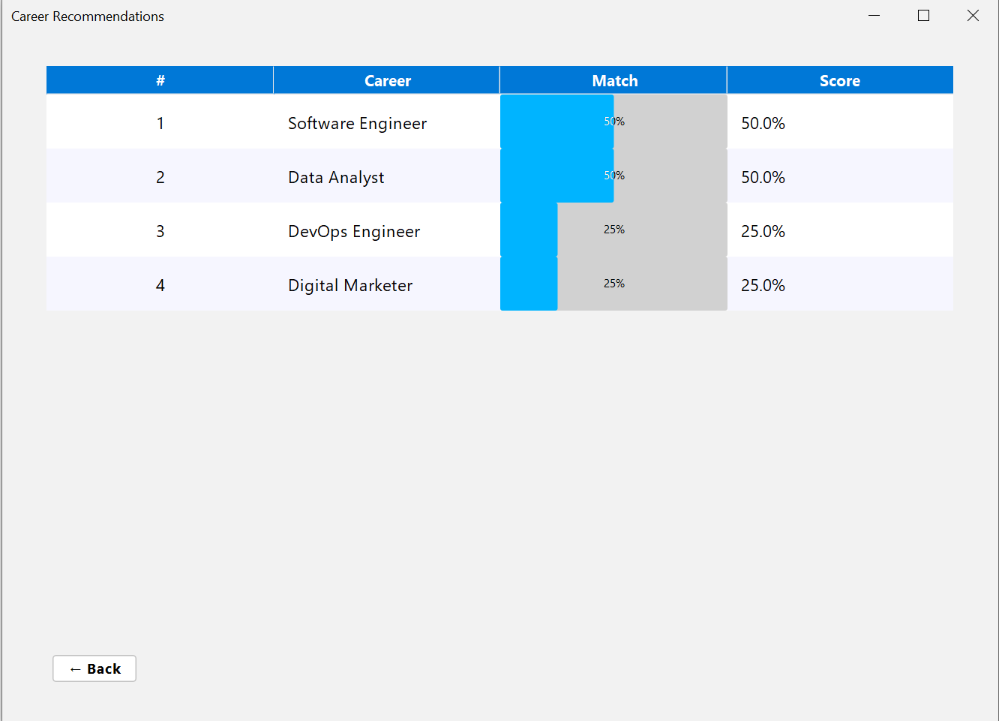 Career Recommendations
# Career Match Score
1 Software Engineer 50% 50.0%
2 Data Analyst 50% 50.0%
3 DevOps Engineer 25% 25.0%
4 Digital Marketer 25% 25.0%
← Back